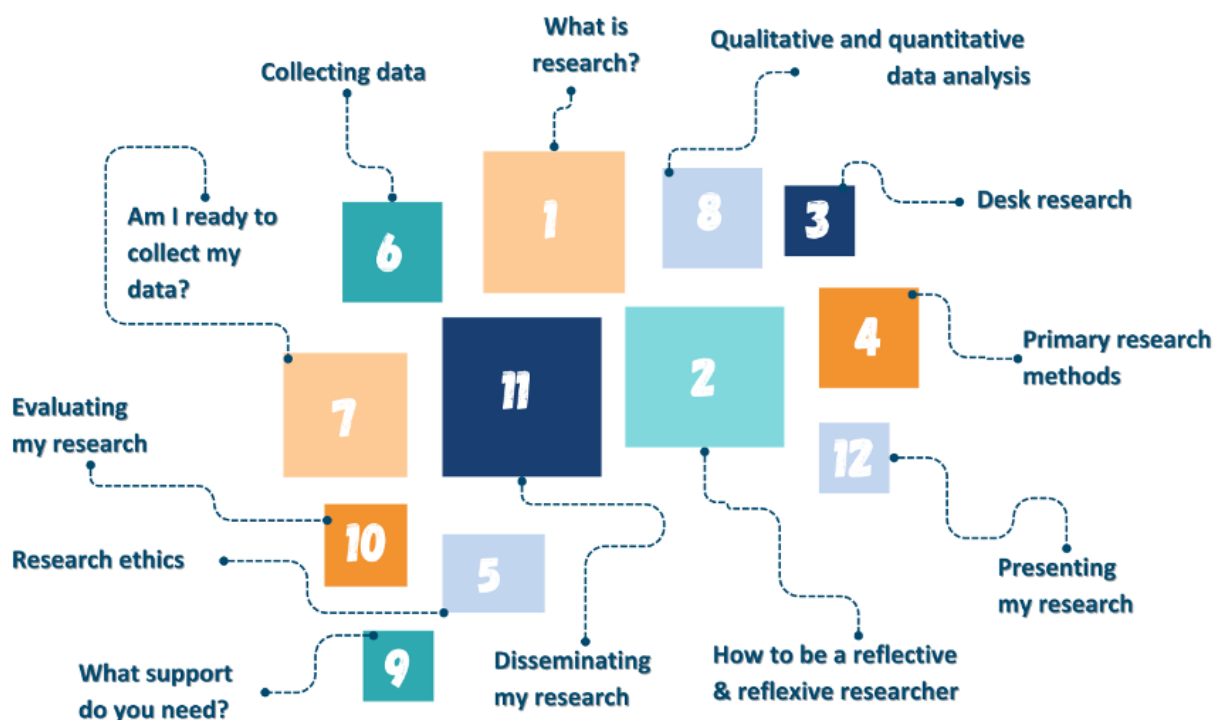 What is
research?
Qualitative and quantitative
data analysis
Collecting data
Am I ready to
collect my
data?
6
1
8
3
Desk research
4
Primary research
methods
11
2
7
Evaluating
my research
12
10
Research ethics
5
Presenting
my research
9
What support
do you need?
Disseminating
my research
How to be a reflective
& reflexive researcher